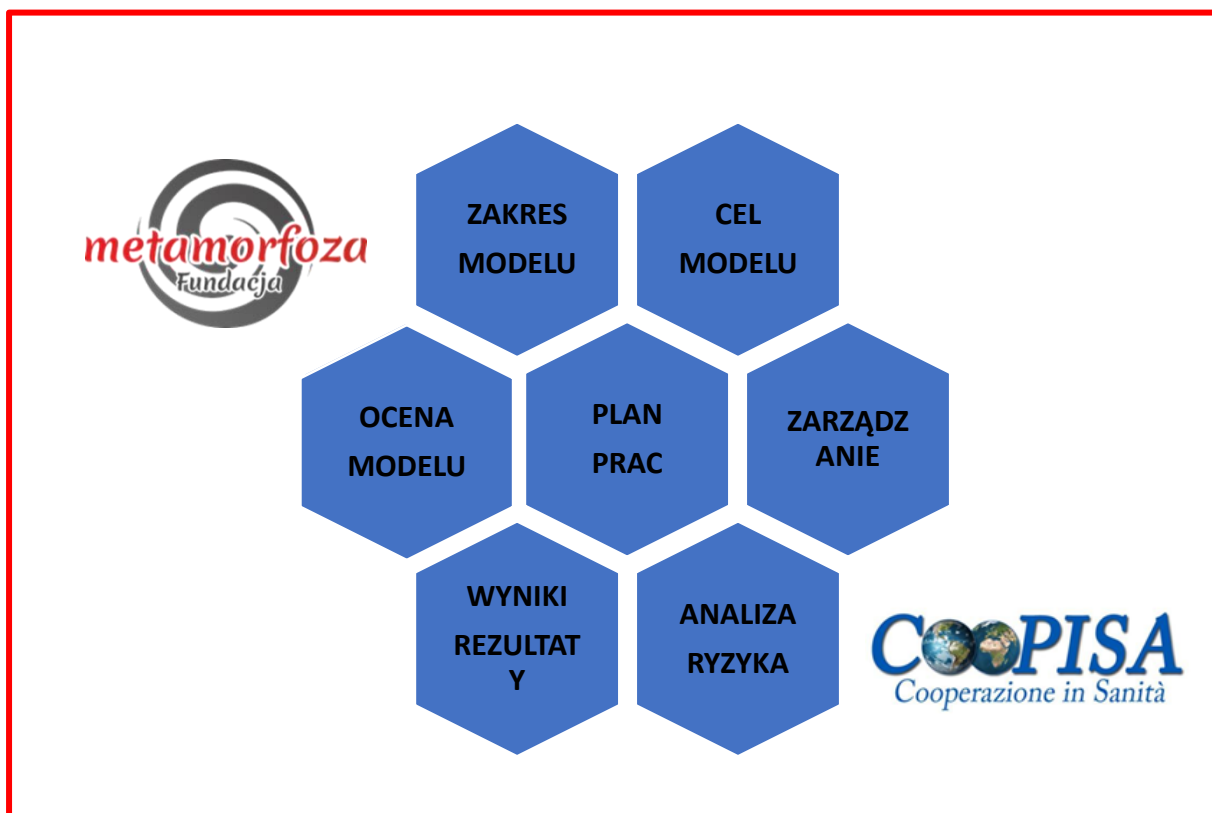 ZAKRES
MODELU
CEL
MODELU
metamorfoza
Fundacja
OCENA
MODELU
PLAN
PRAC
ZARZĄDZ
ANIE
WYNIKI
REZULTAT
Y
ANALIZA
RYZYKA
COOPISA
Cooperazione in Sanità